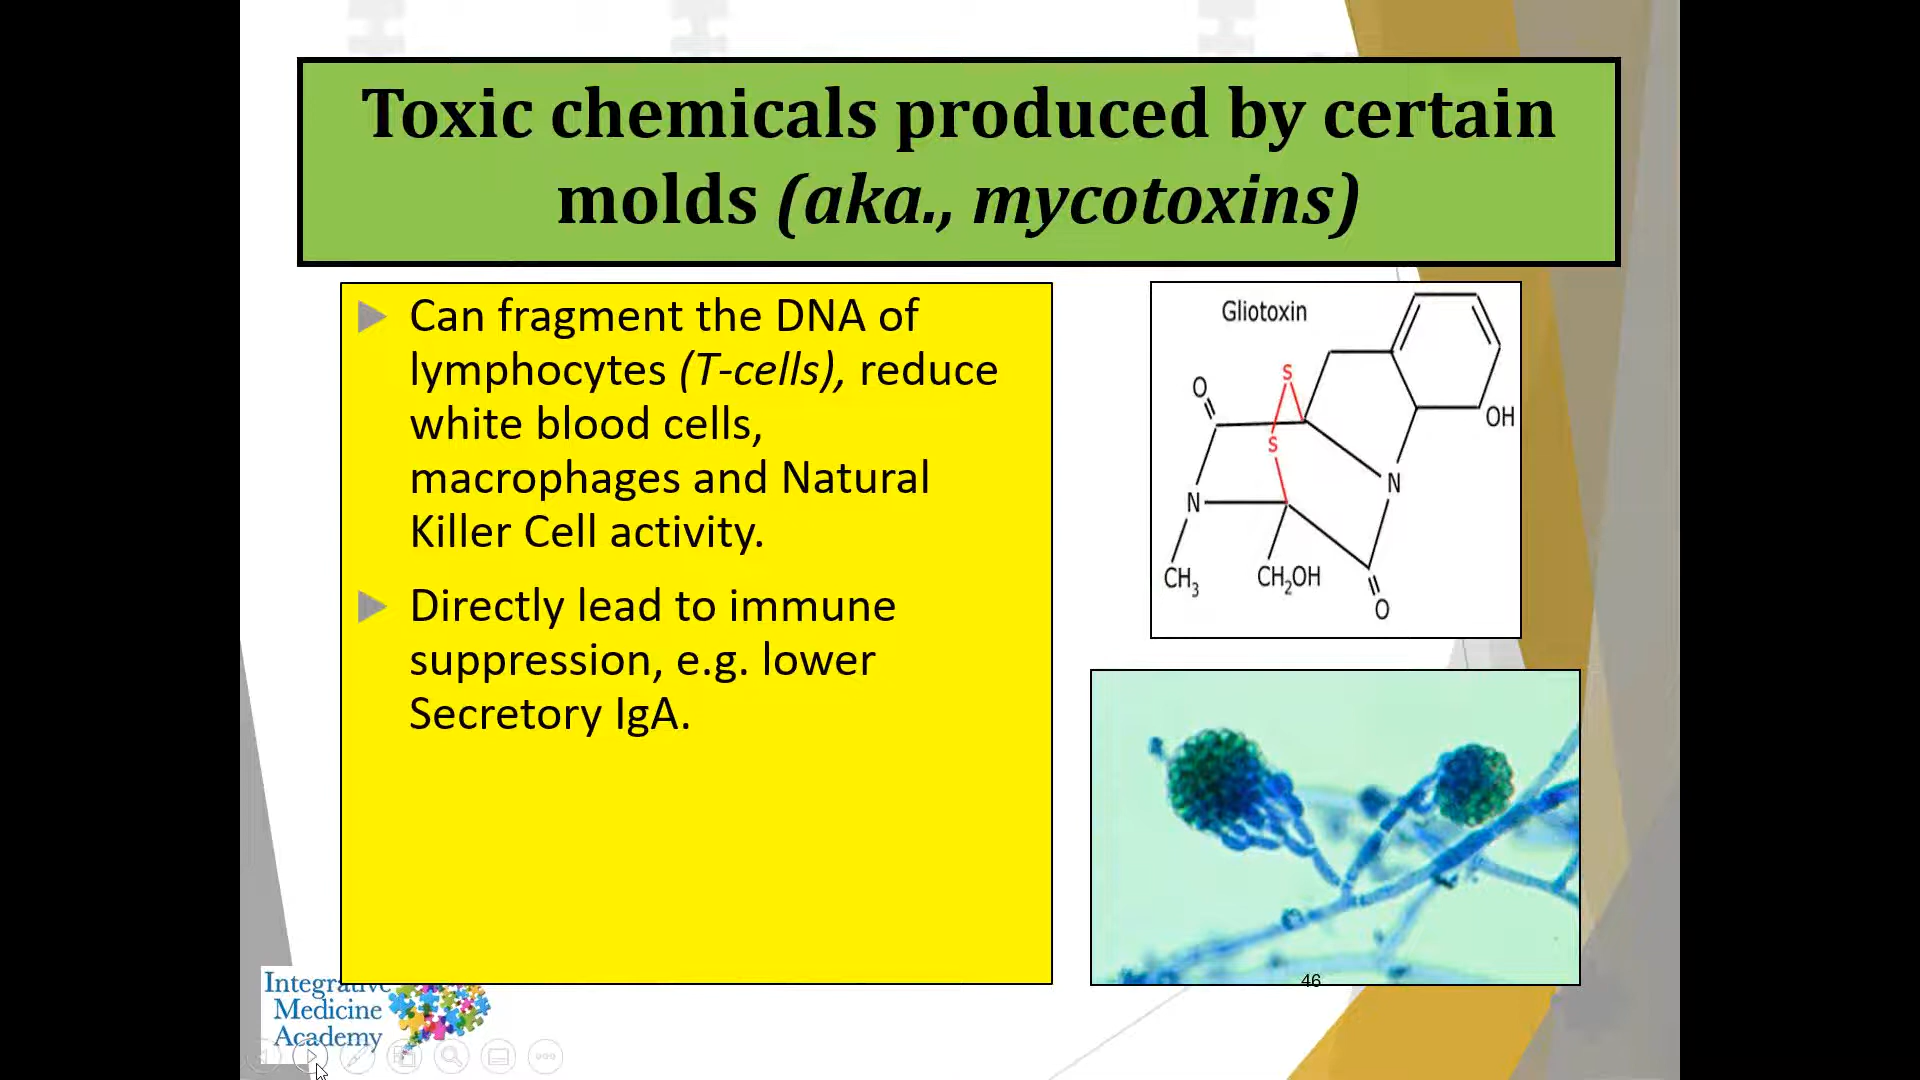 Toxic chemicals produced by certain
molds (aka., mycotoxins)
Can fragment the DNA of
lymphocytes (T-cells), reduce
white blood cells,
macrophages and Natural
Killer Cell activity.
Directly lead to immune
suppression, e.g. lower
Secretory IgA.
Gliotoxin
S
O
S
OH
N
N
CH3
CH2OH
O
46
Integrative
Medicine
Academy